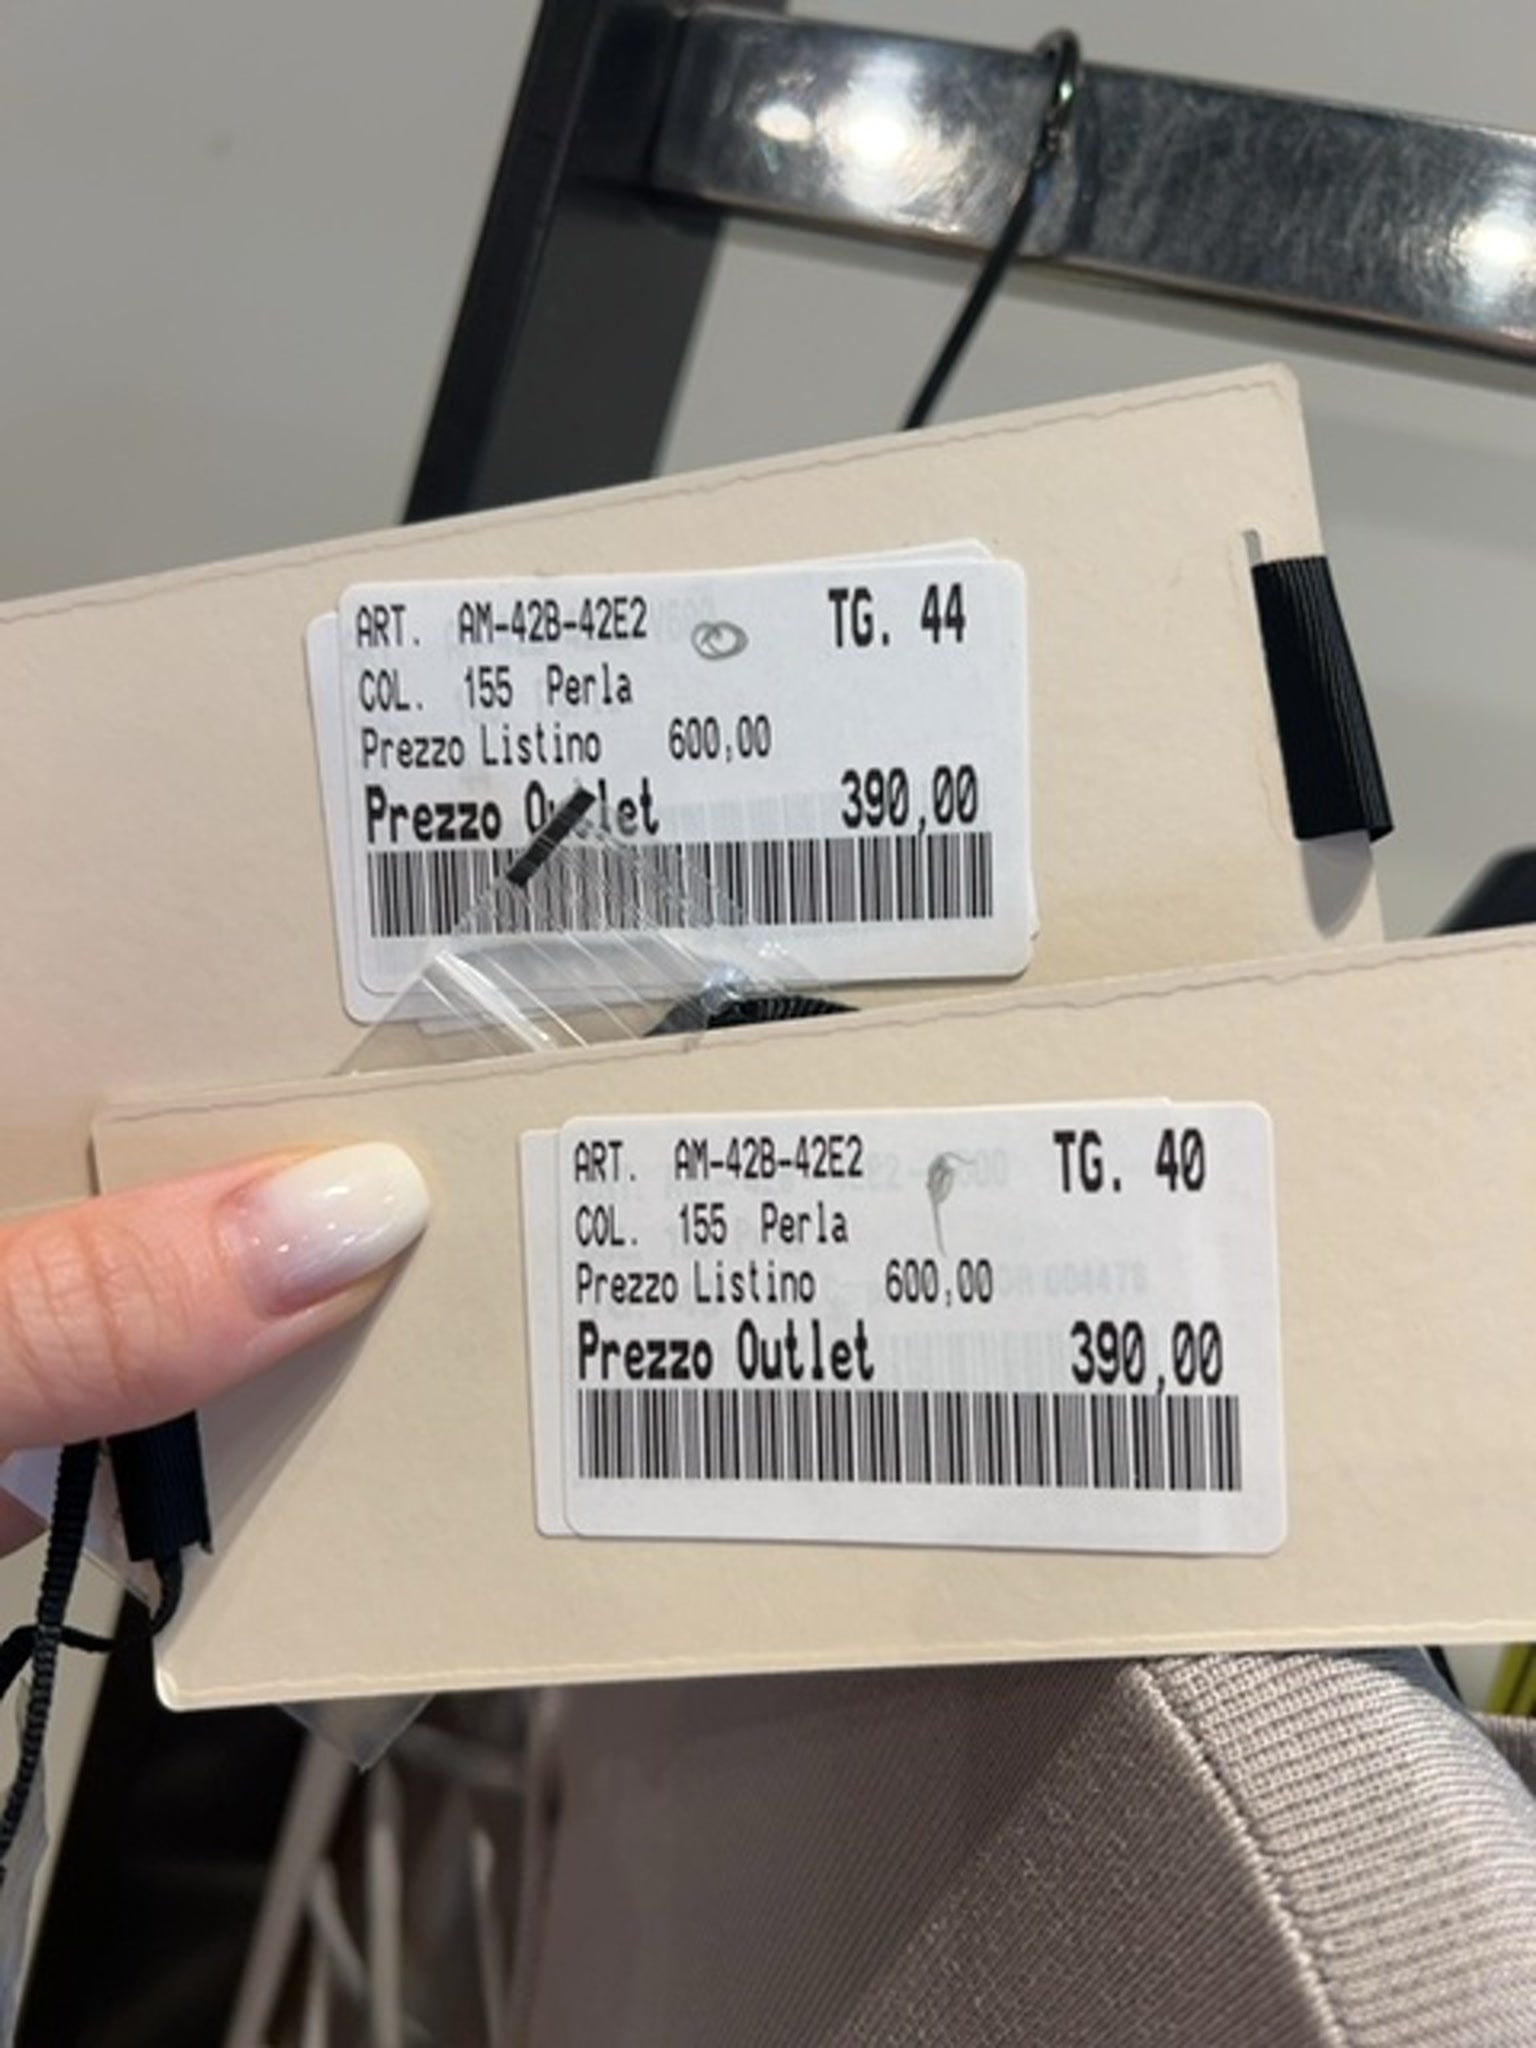 ART. AM-42B-42E2 TG. 44
COL. 155 Perla
Prezzo Listino 600,00
Prezzo Outlet 390,00
ART. AM-42B-42E2 TG. 40
COL. 155 Perla
Prezzo Listino 600,00
Prezzo Outlet 390,00